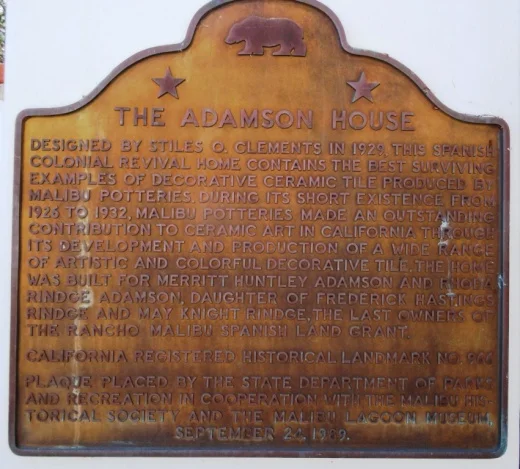 THE ADAMSON HOUSE
DESIGNED BY STILES O. CLEMENTS IN 1929, THIS SPANISH
COLONIAL REVIVAL HOME CONTAINS THE BEST SURVIVING
EXAMPLES OF DECORATIVE CERAMIC TILE PRODUCED BY
MALIBU POTTERIES. DURING ITS SHORT EXISTENCE FROM
1926 TO 1932, MALIBU POTTERIES MADE AN OUTSTANDING
CONTRIBUTION TO CERAMIC ART IN CALIFORNIA THROUGH
ITS DEVELOPMENT AND PRODUCTION OF A WIDE RANGE
OF ARTISTIC AND COLORFUL DECORATIVE TILE. THE HOME
WAS BUILT FOR MERRITT HUNTLEY ADAMSON AND RHODA
RINDGE ADAMSON, DAUGHTER OF FREDERICK HASTINGS
RINDGE AND MAY KNIGHT RINDGE, THE LAST OWNERS OF
THE RANCHO MALIBU SPANISH LAND GRANT.
CALIFORNIA REGISTERED HISTORICAL LANDMARK NO.
PLAQUE PLACED BY THE STATE DEPARTMENT OF PARKS
AND RECREATION IN COOPERATION WITH THE MALIBU HIS-
TORICAL SOCIETY AND THE MALIBU LAGOON MUSEUM,
SEPTEMBER 24, 1989.